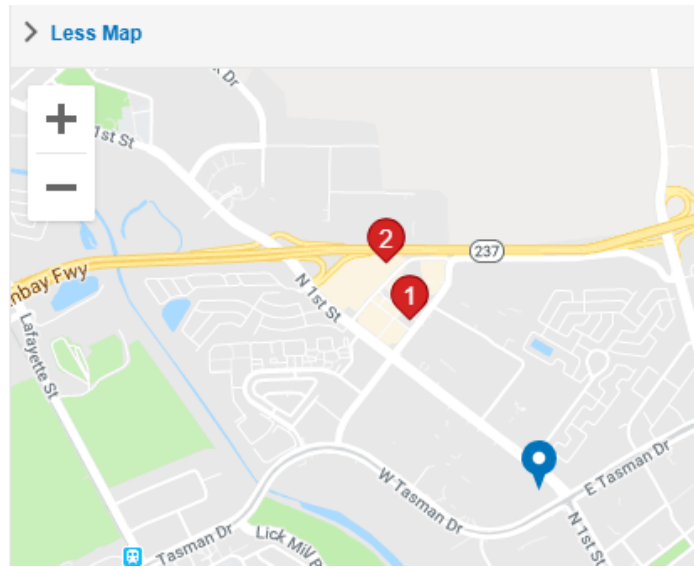 Less Map
Dr
1st St
2
237
nbay Fwy
1
N 1st St
Lafayette St
W Tasman Dr
E Tasman Dr
N 1st St
Tasman Dr
Lick Mill